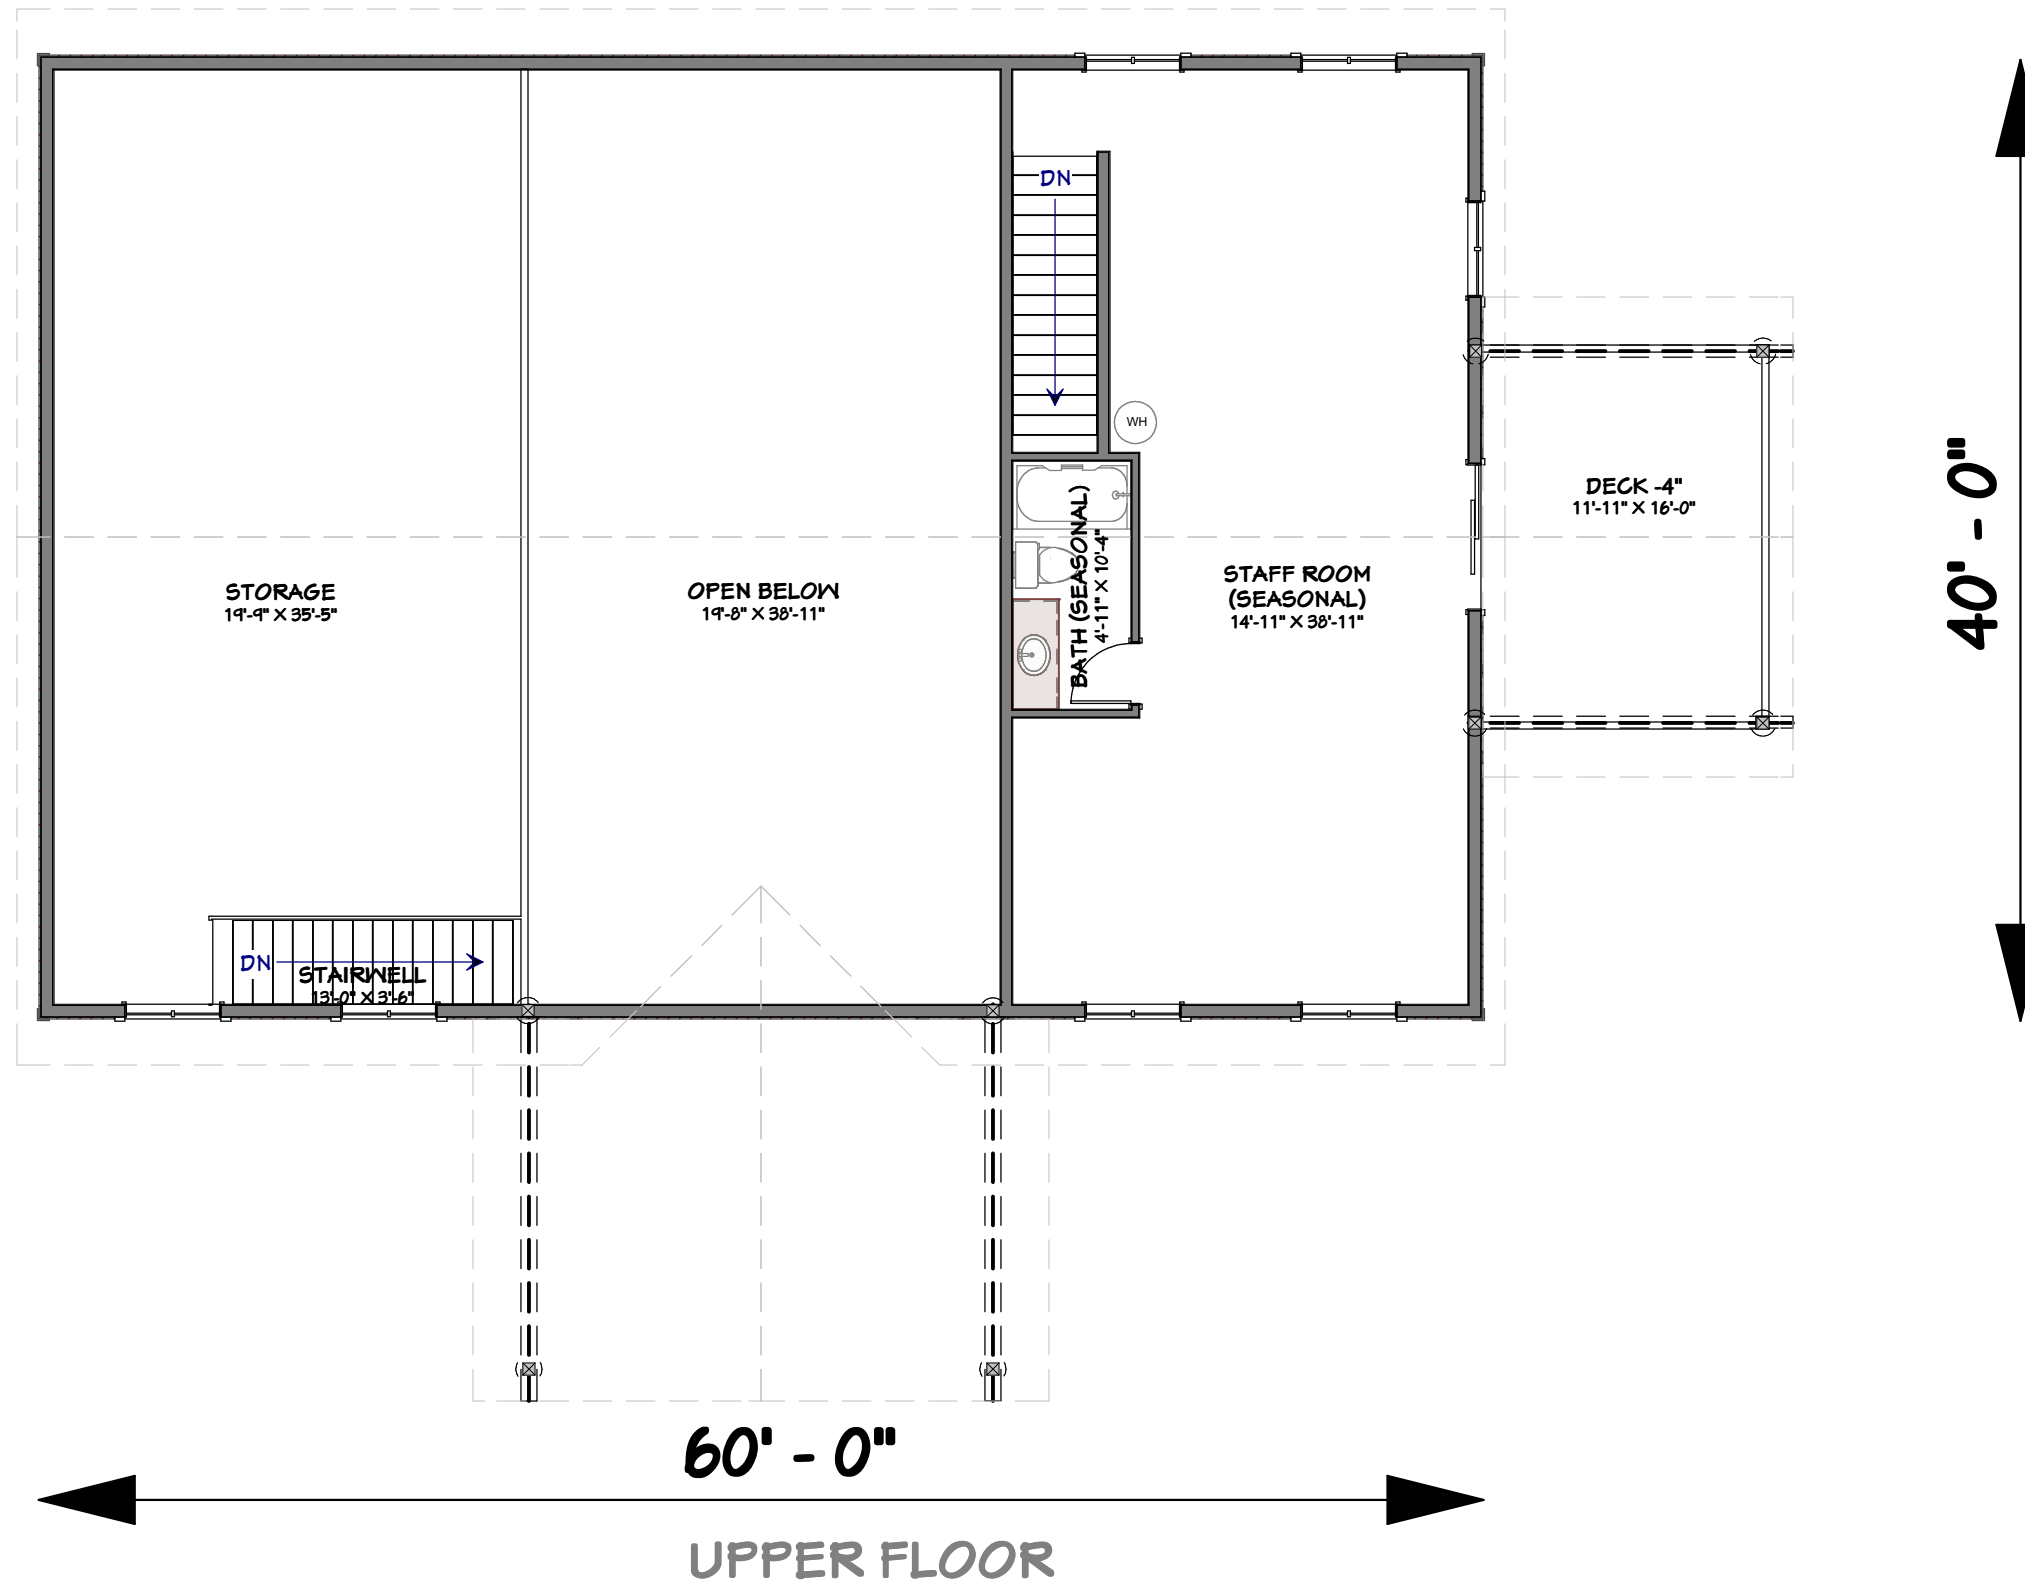 DN
WH
DECK -4"
11'-11" X 16'-0"
40' - 0"
BATH (SEASONAL)
4'-11" X 10'-4"
STORAGE
19'-9" X 35'-5"
OPEN BELOW
19'-8" X 38'-11"
STAFF ROOM
(SEASONAL)
14'-11" X 38'-11"
DN
STAIRWELL
13'-0" X 3'-6"
60' - 0"
UPPER FLOOR